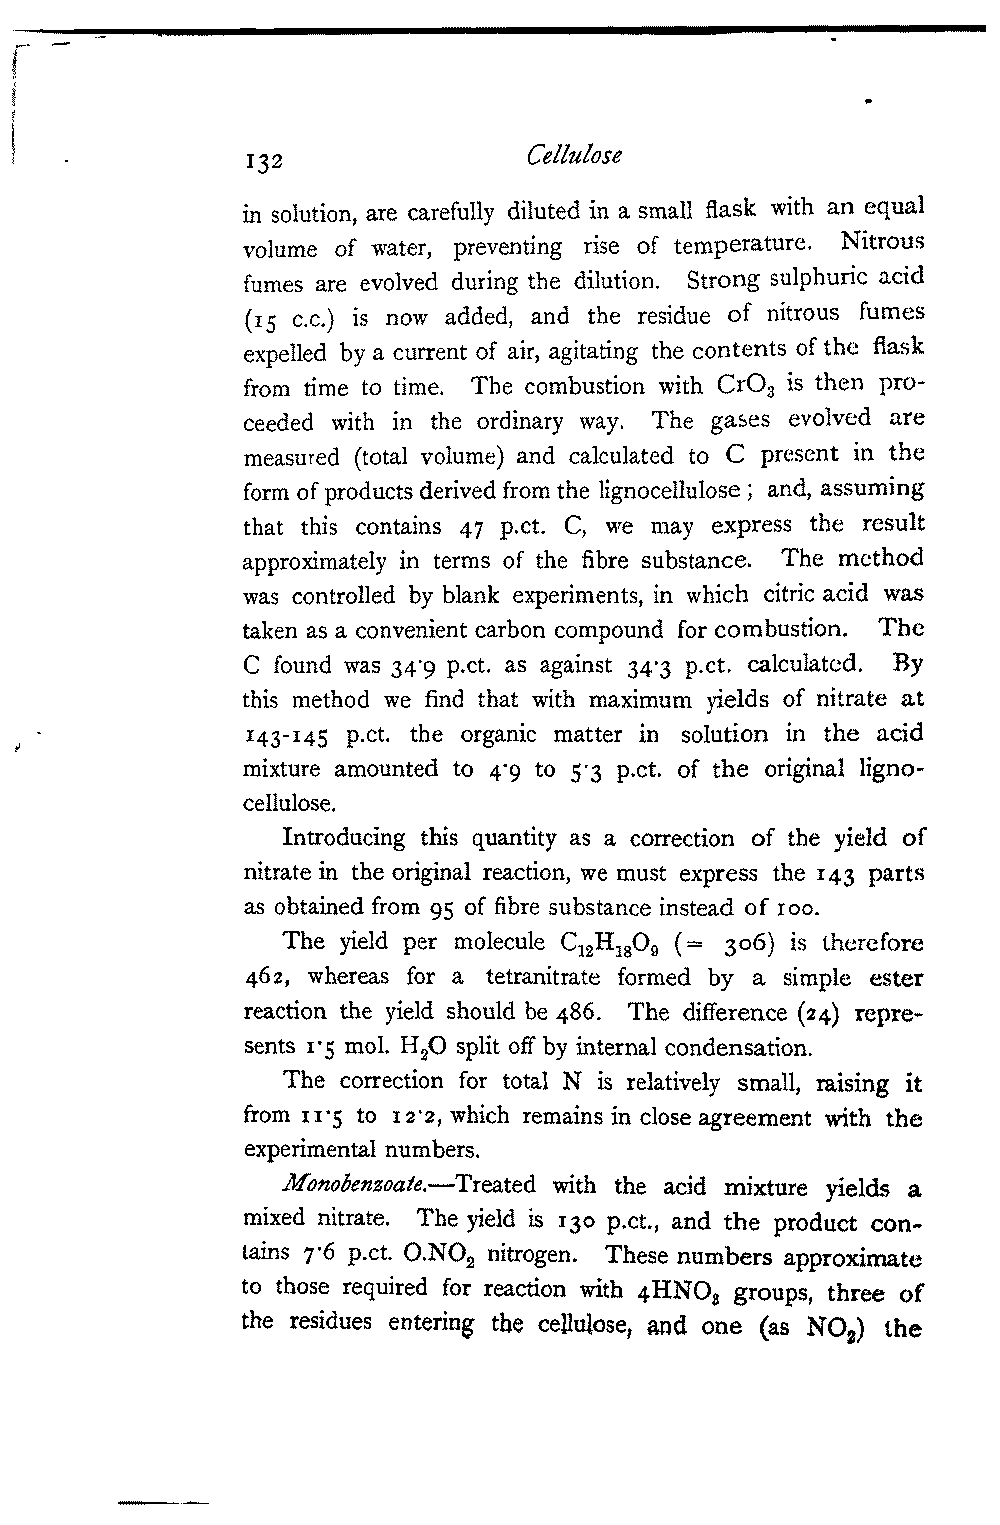 132 Cellulose
in solution, are carefully diluted in a small flask with an equal
volume of water, preventing rise of temperature. Nitrous
fumes are evolved during the dilution. Strong sulphuric acid
(15 c.c.) is now added, and the residue of nitrous fumes
expelled by a current of air, agitating the contents of the flask
from time to time. The combustion with CrO₃ is then pro-
ceeded with in the ordinary way. The gases evolved are
measured (total volume) and calculated to C present in the
form of products derived from the lignocellulose ; and, assuming
that this contains 47 p.ct. C, we may express the result
approximately in terms of the fibre substance. The method
was controlled by blank experiments, in which citric acid was
taken as a convenient carbon compound for combustion. The
C found was 34·9 p.ct. as against 34·3 p.ct. calculated. By
this method we find that with maximum yields of nitrate at
143-145 p.ct. the organic matter in solution in the acid
mixture amounted to 4·9 to 5·3 p.ct. of the original ligno-
cellulose.
Introducing this quantity as a correction of the yield of
nitrate in the original reaction, we must express the 143 parts
as obtained from 95 of fibre substance instead of 100.
The yield per molecule C₁₂H₁₈O₉ (= 306) is therefore
462, whereas for a tetranitrate formed by a simple ester
reaction the yield should be 486. The difference (24) repre-
sents 1·5 mol. H₂O split off by internal condensation.
The correction for total N is relatively small, raising it
from 11·5 to 12·2, which remains in close agreement with the
experimental numbers.
Monobenzoate.—Treated with the acid mixture yields a
mixed nitrate. The yield is 130 p.ct., and the product con-
tains 7·6 p.ct. O.NO₂ nitrogen. These numbers approximate
to those required for reaction with 4HNO₃ groups, three of
the residues entering the cellulose, and one (as NO₂) the